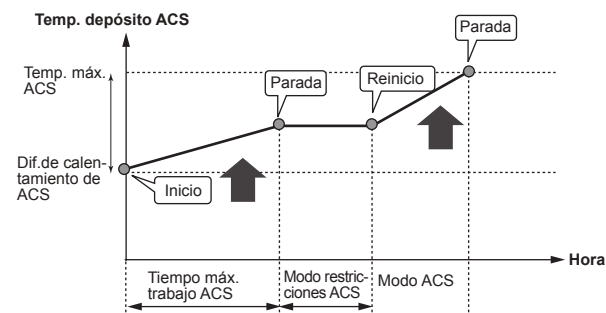 Temp. depósito ACS
Parada
Temp. máx.
ACS
Parada
Reinicio
Dif.de calen-
tamiento de
ACS
Inicio
Hora
Tiempo máx.
trabajo ACS
Modo restric-
ciones ACS
Modo ACS